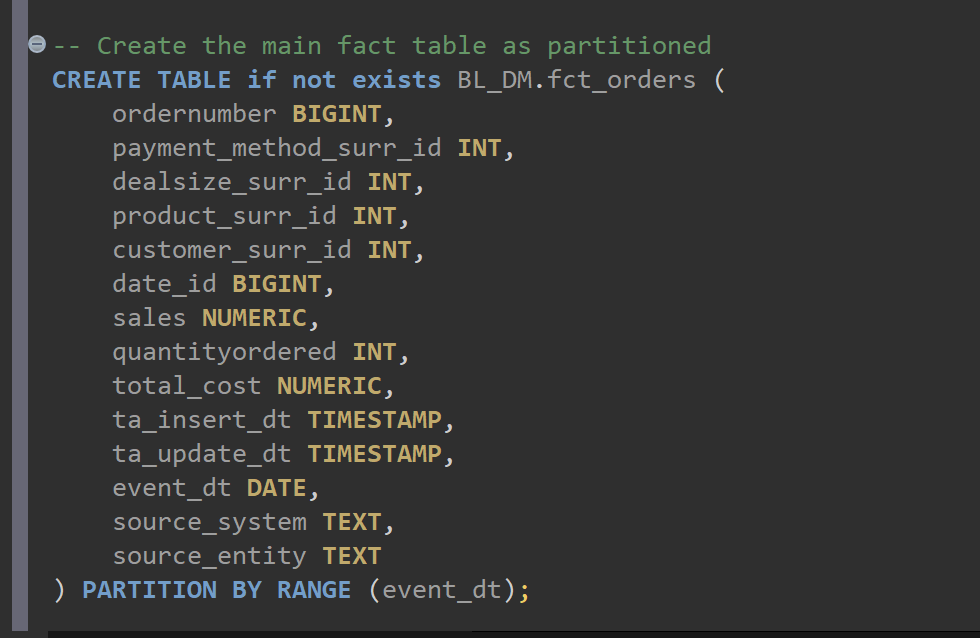 -- Create the main fact table as partitioned
CREATE TABLE if not exists BL_DM.fct_orders (
    ordernumber BIGINT,
    payment_method_surr_id INT,
    dealsize_surr_id INT,
    product_surr_id INT,
    customer_surr_id INT,
    date_id BIGINT,
    sales NUMERIC,
    quantityordered INT,
    total_cost NUMERIC,
    ta_insert_dt TIMESTAMP,
    ta_update_dt TIMESTAMP,
    event_dt DATE,
    source_system TEXT,
    source_entity TEXT
) PARTITION BY RANGE (event_dt);